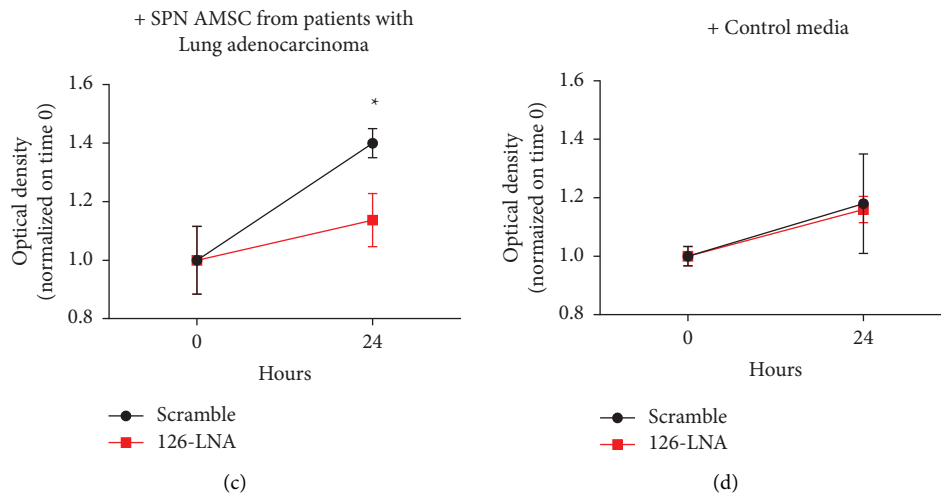 + SPN AMSC from patients with
Lung adenocarcinoma
1.6
1.4
1.2
1.0
0.8
Optical density
(normalized on time 0)
*
0
24
Hours
Scramble
126-LNA
(c)
+ Control media
1.6
1.4
1.2
1.0
0.8
Optical density
(normaized on time 0)
0
24
Hours
Scramble
126-LNA
(d)